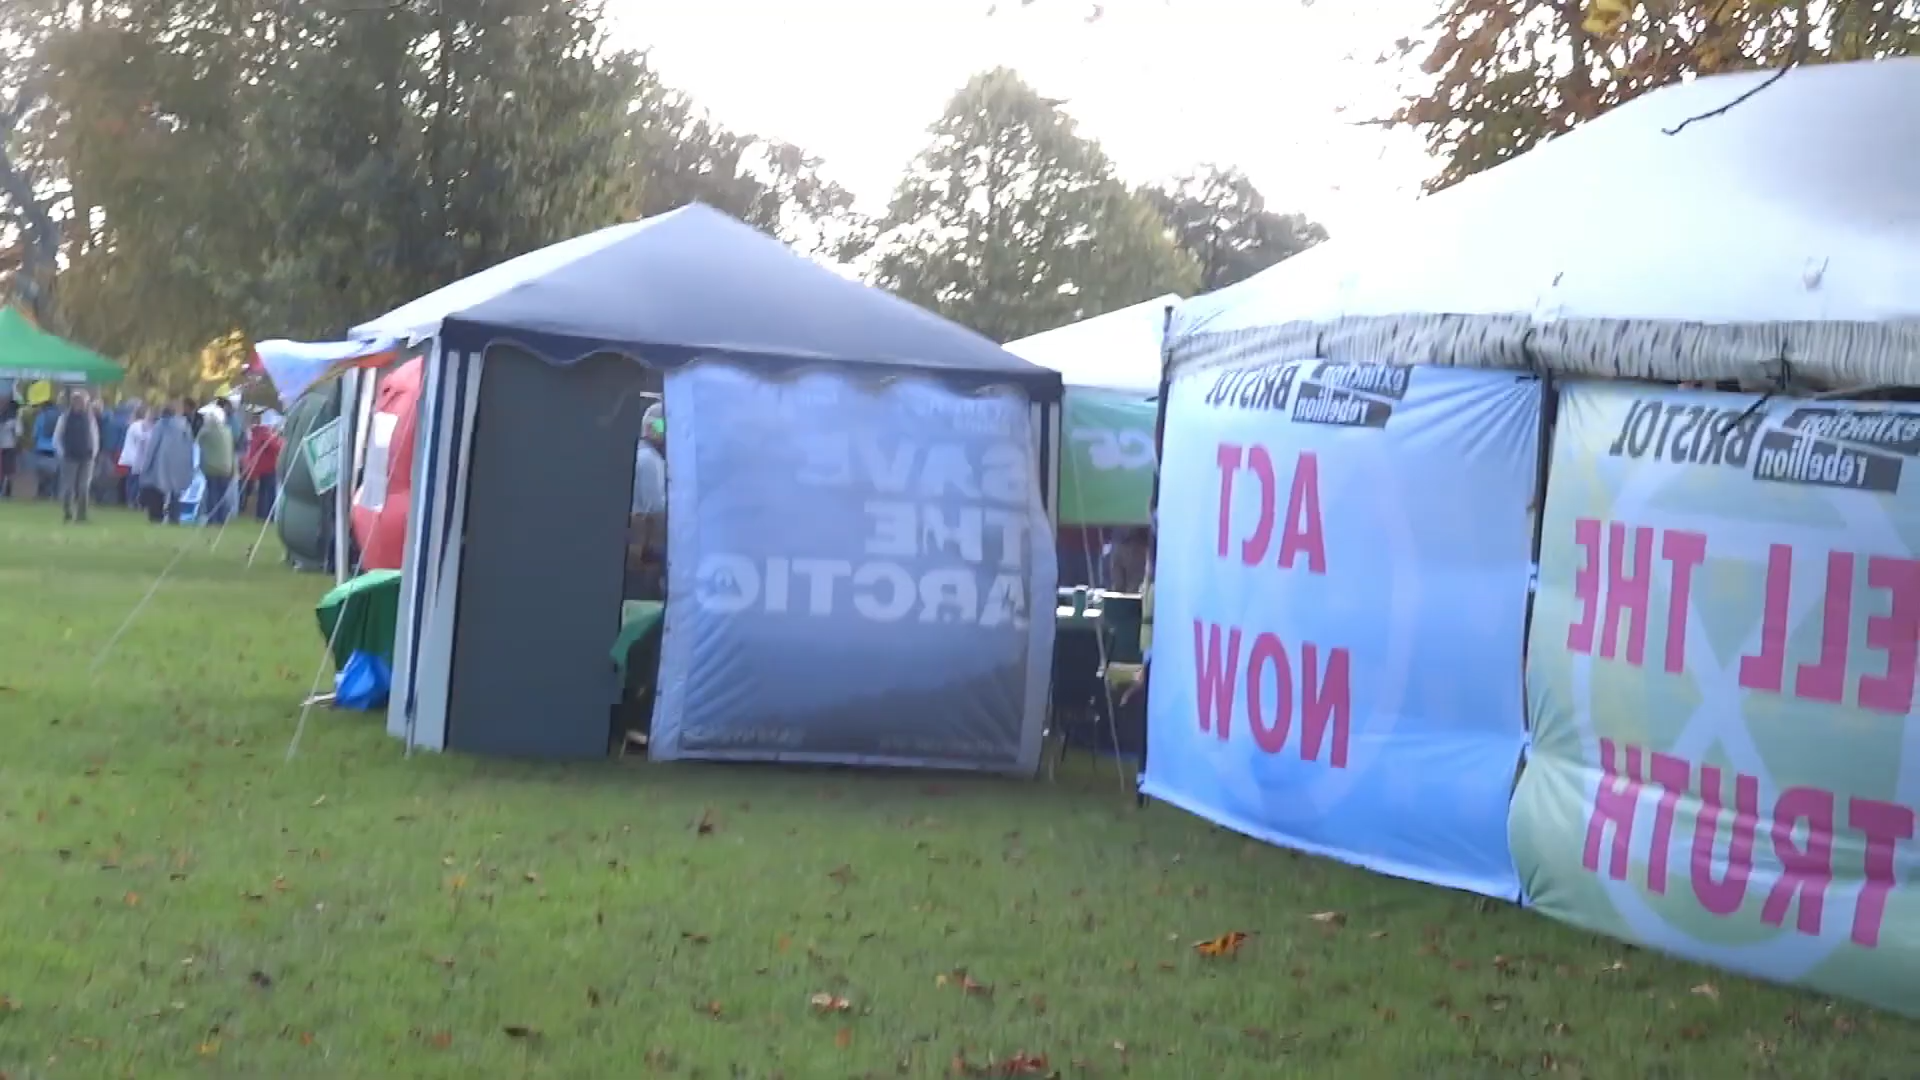 SAVE
THE
ARCTIC
extinction
rebellion
BRISTOL
ACT
NOW
extinction
rebellion
BRISTOL
ELL THE
TRUTH